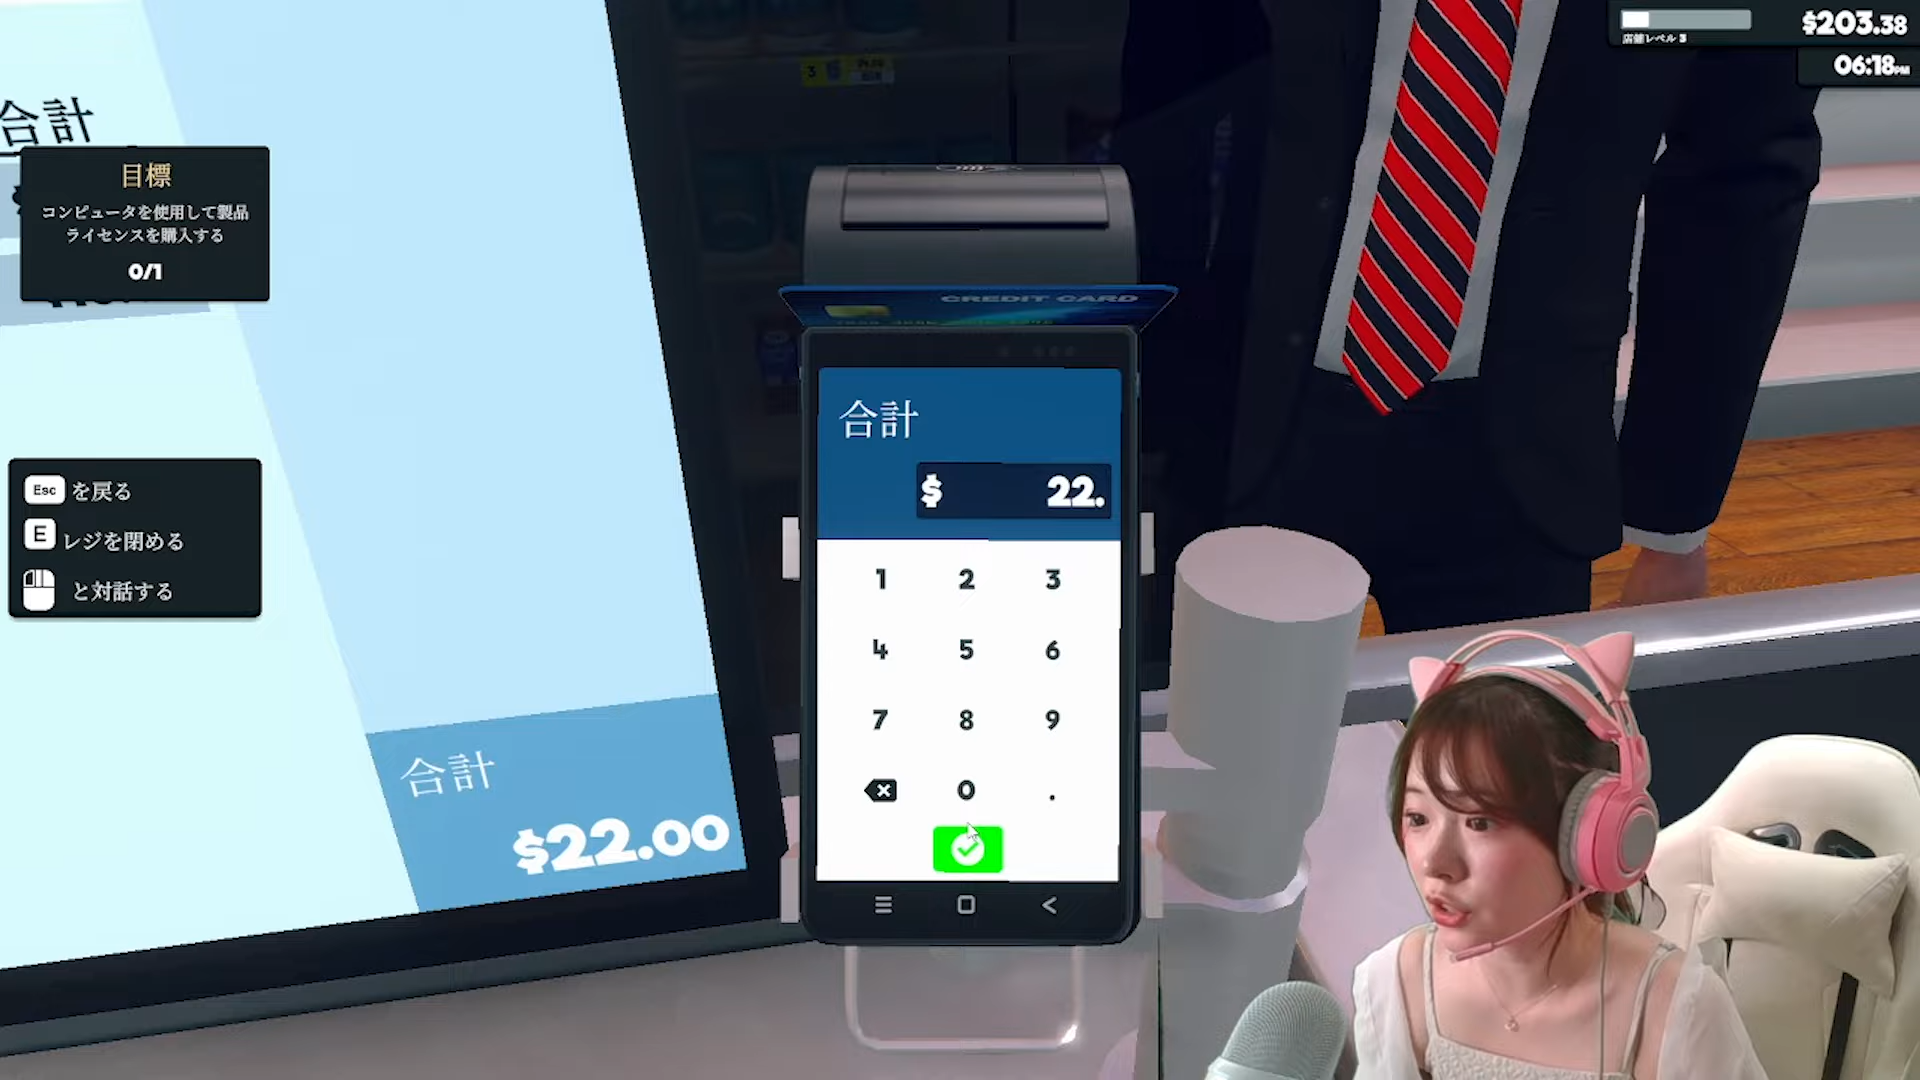 合計
目標
コンピュータを使用して製品
ライセンスを購入する
0/1
Esc を戻る
E レジを閉める
と対話する
合計
$22.00
CREDIT CARD
合計
$ 22.
1 2 3
4 5 6
7 8 9
0 .
店舗レベル 3
$203.38
06:18PM